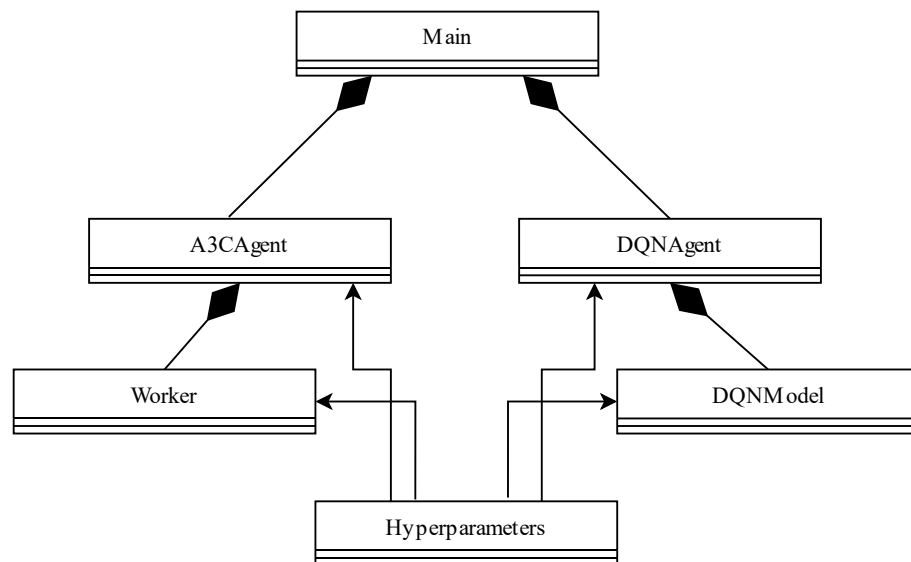 Main
A3CAgent
DQNAgent
Worker
DQNModel
Hyperparameters